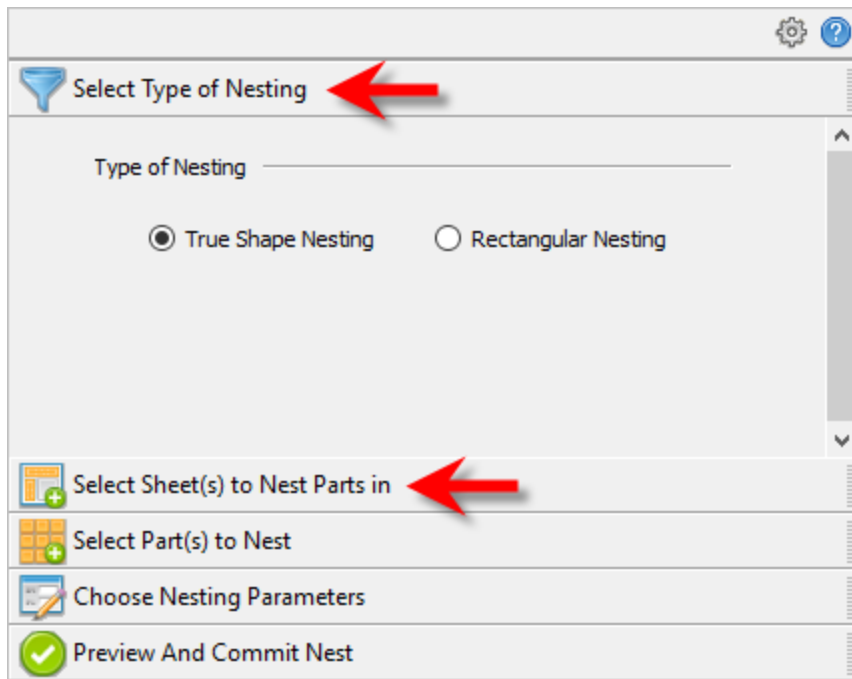 ?
Select Type of Nesting
Type of Nesting
True Shape Nesting Rectangular Nesting
Select Sheet(s) to Nest Parts in
Select Part(s) to Nest
Choose Nesting Parameters
Preview And Commit Nest